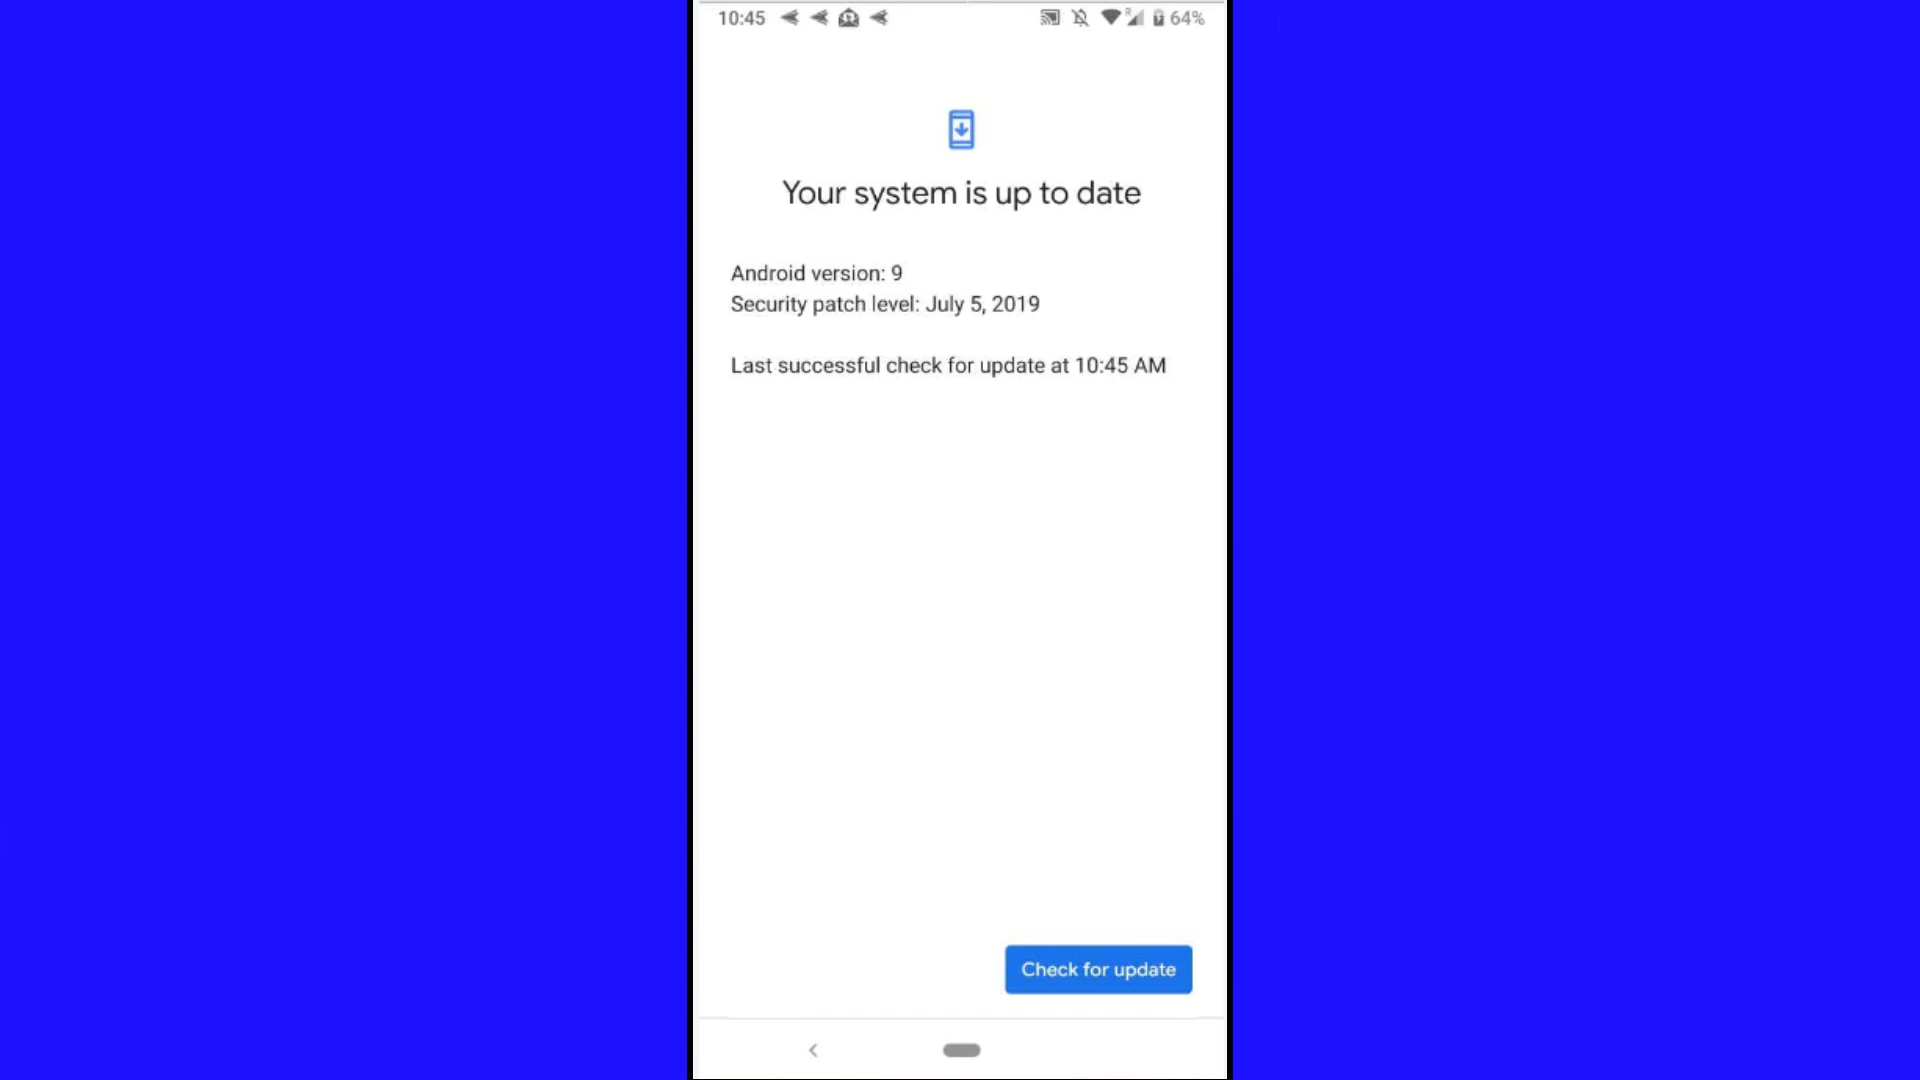 10:45
R
64%
Your system is up to date
Android version: 9
Security patch level: July 5, 2019
Last successful check for update at 10:45 AM
Check for update